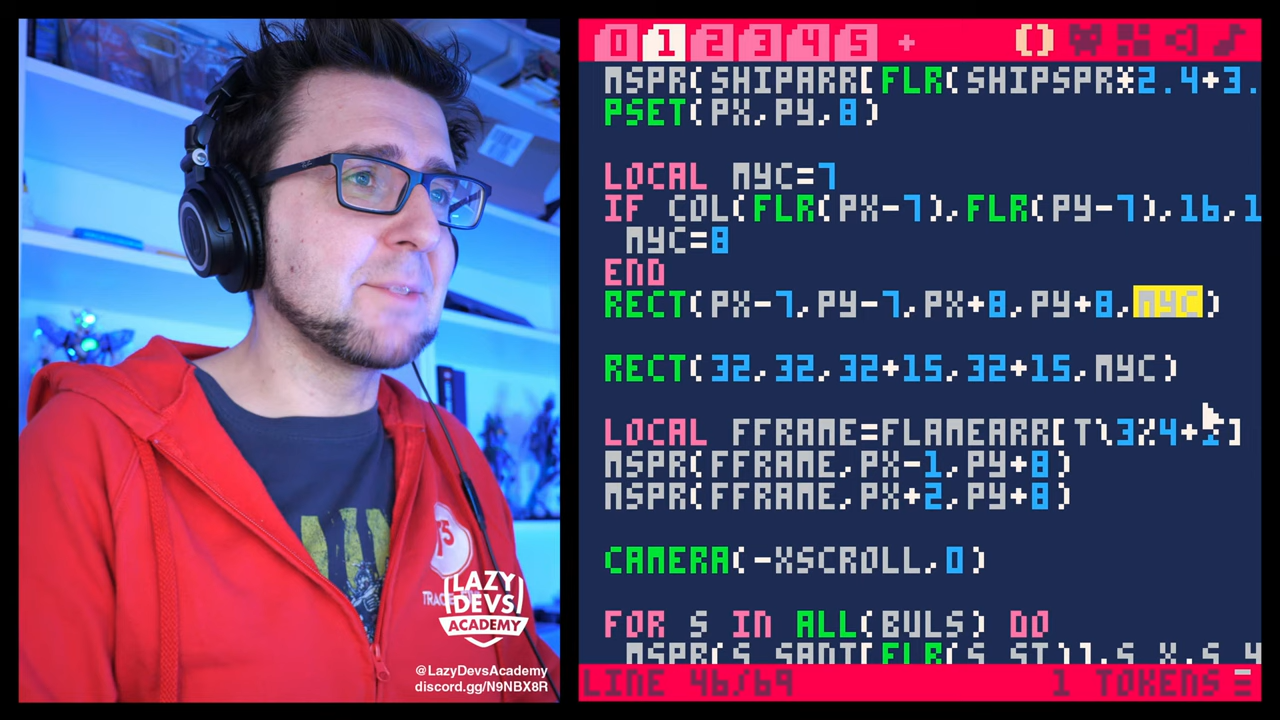 0 1 2 3 4 5 +
MSPR(SHIPARR[FLR(SHIPSPR*2.4+3.
PSET(PX,PY,8)
LOCAL MYC=7
IF COL(FLR(PX-7),FLR(PY-7),16,1
MYC=8
END
RECT(PX-7,PY-7,PX+8,PY+8,MYC)
RECT(32,32,32+15,32+15,MYC)
LOCAL FFRAME=FLAMEARR[T\3%4+1]
MSPR(FFRAME,PX-1,PY+8)
MSPR(FFRAME,PX+2,PY+8)
CAMERA(-XSCROLL,0)
FOR S IN ALL(BULS) DO
MSPR(S.SANI[FLR(S.SI)],S.X,S.Y
LINE 46/69
1 TOKENS
LAZY
DEVS
ACADEMY
@LazyDevsAcademy
discord.gg/N9NBX8R